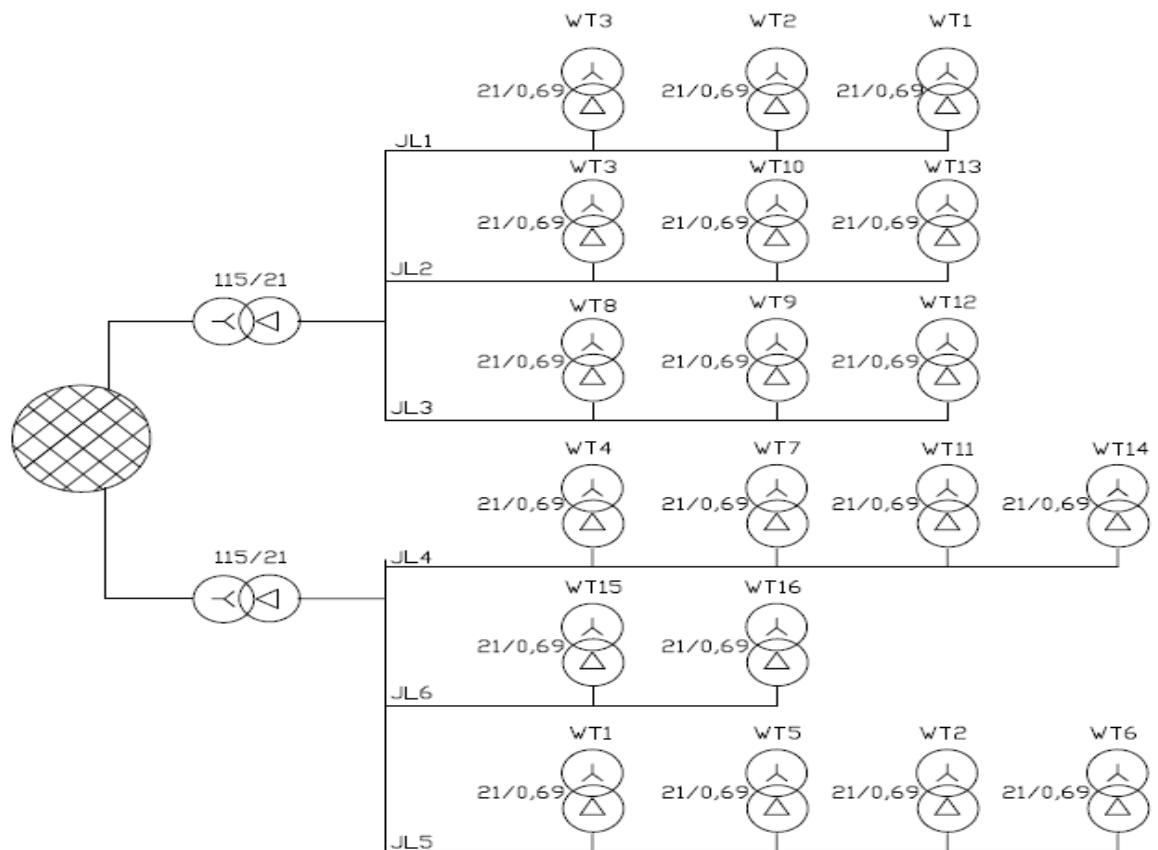 WT3 WT2 WT1
21/0,69 21/0,69 21/0,69
JL1
WT3 WT10 WT13
21/0,69 21/0,69 21/0,69
JL2
115/21
WT8 WT9 WT12
21/0,69 21/0,69 21/0,69
JL3
WT4 WT7 WT11 WT14
21/0,69 21/0,69 21/0,69 21/0,69
115/21
JL4
WT15 WT16
21/0,69 21/0,69
JL6
WT1 WT5 WT2 WT6
21/0,69 21/0,69 21/0,69 21/0,69
JL5